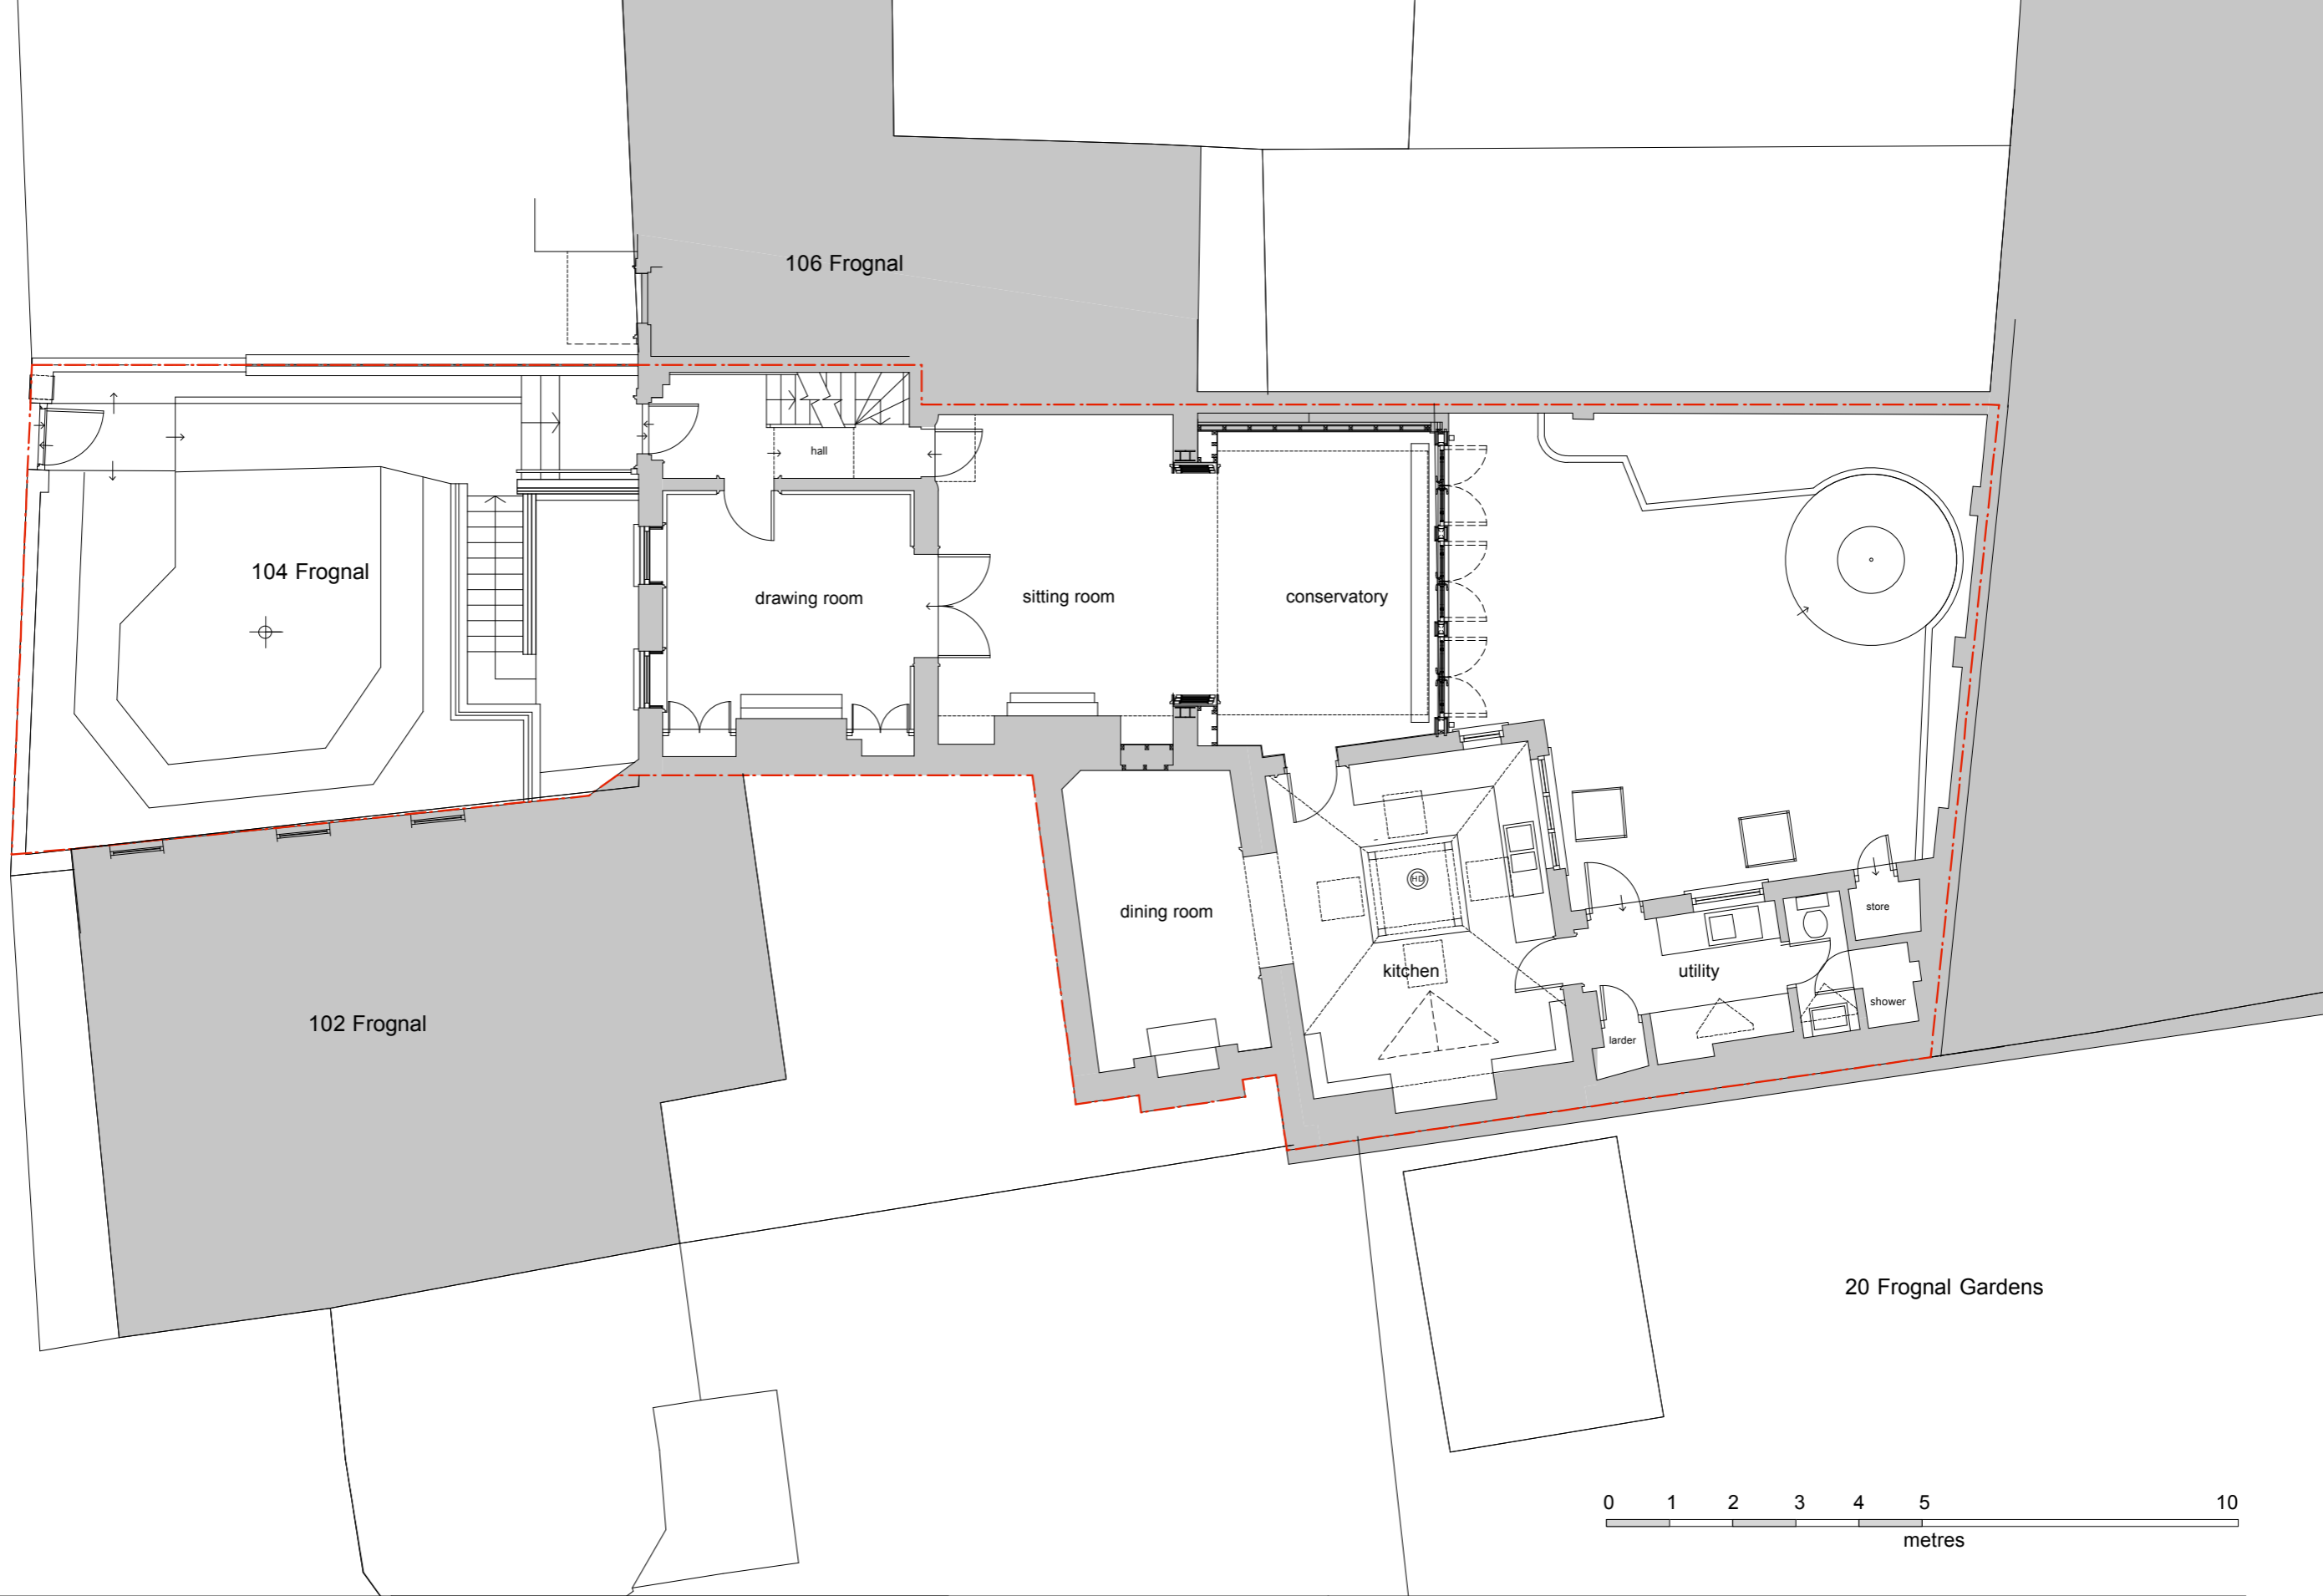 106 Frognal
hall
104 Frognal
drawing room
sitting room
conservatory
HD
dining room
store
kitchen
utility
shower
102 Frognal
larder
20 Frognal Gardens
0 1 2 3 4 5 10
metres